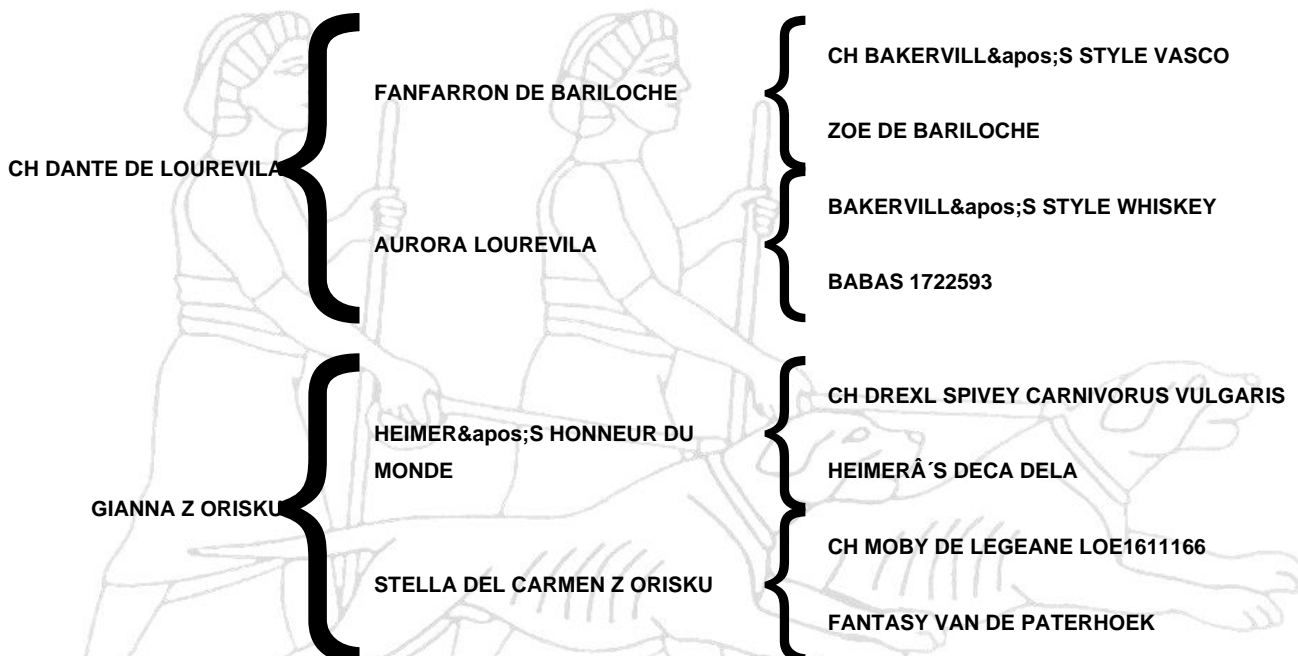 CH BAKERVILL&apos;S STYLE VASCO
FANFARRON DE BARILOCHE
ZOE DE BARILOCHE
CH DANTE DE LOUREVILA
BAKERVILL&apos;S STYLE WHISKEY
AURORA LOUREVILA
BABAS 1722593
CH DREXL SPIVEY CARNIVORUS VULGARIS
HEIMER&apos;S HONNEUR DU
MONDE
HEIMERÂ´S DECA DELA
GIANNA Z ORISKU
CH MOBY DE LEGEANE LOE1611166
STELLA DEL CARMEN Z ORISKU
FANTASY VAN DE PATERHOEK